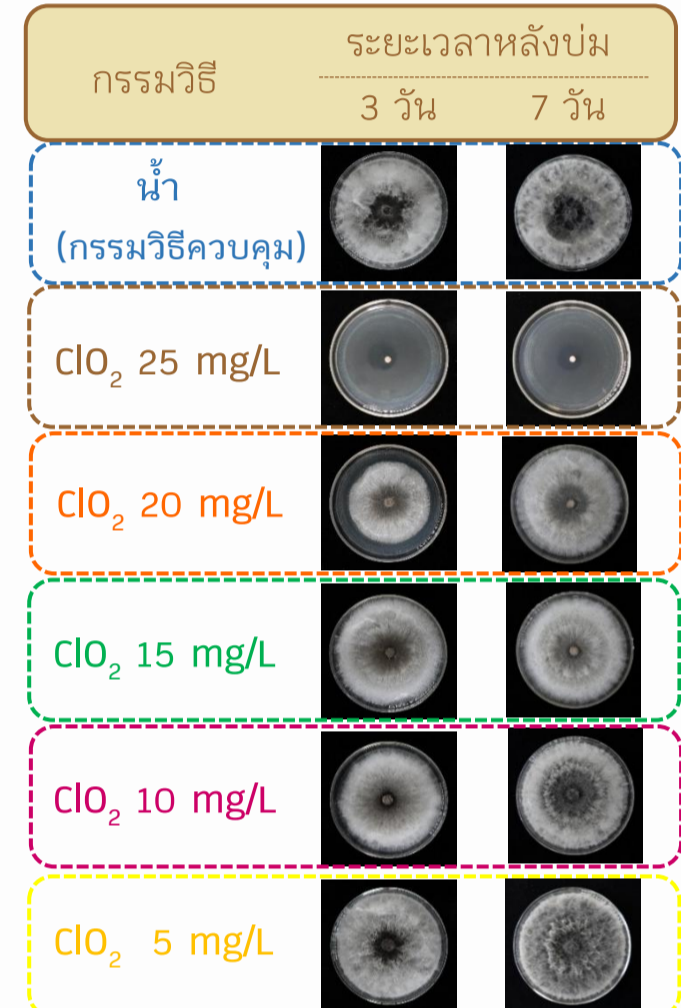 กรรมวิธี
ระยะเวลาหลังบ่ม
3 วัน 7 วัน
น้ำ
(กรรมวิธีควบคุม)
ClO₂ 25 mg/L
ClO₂ 20 mg/L
ClO₂ 15 mg/L
ClO₂ 10 mg/L
ClO₂ 5 mg/L